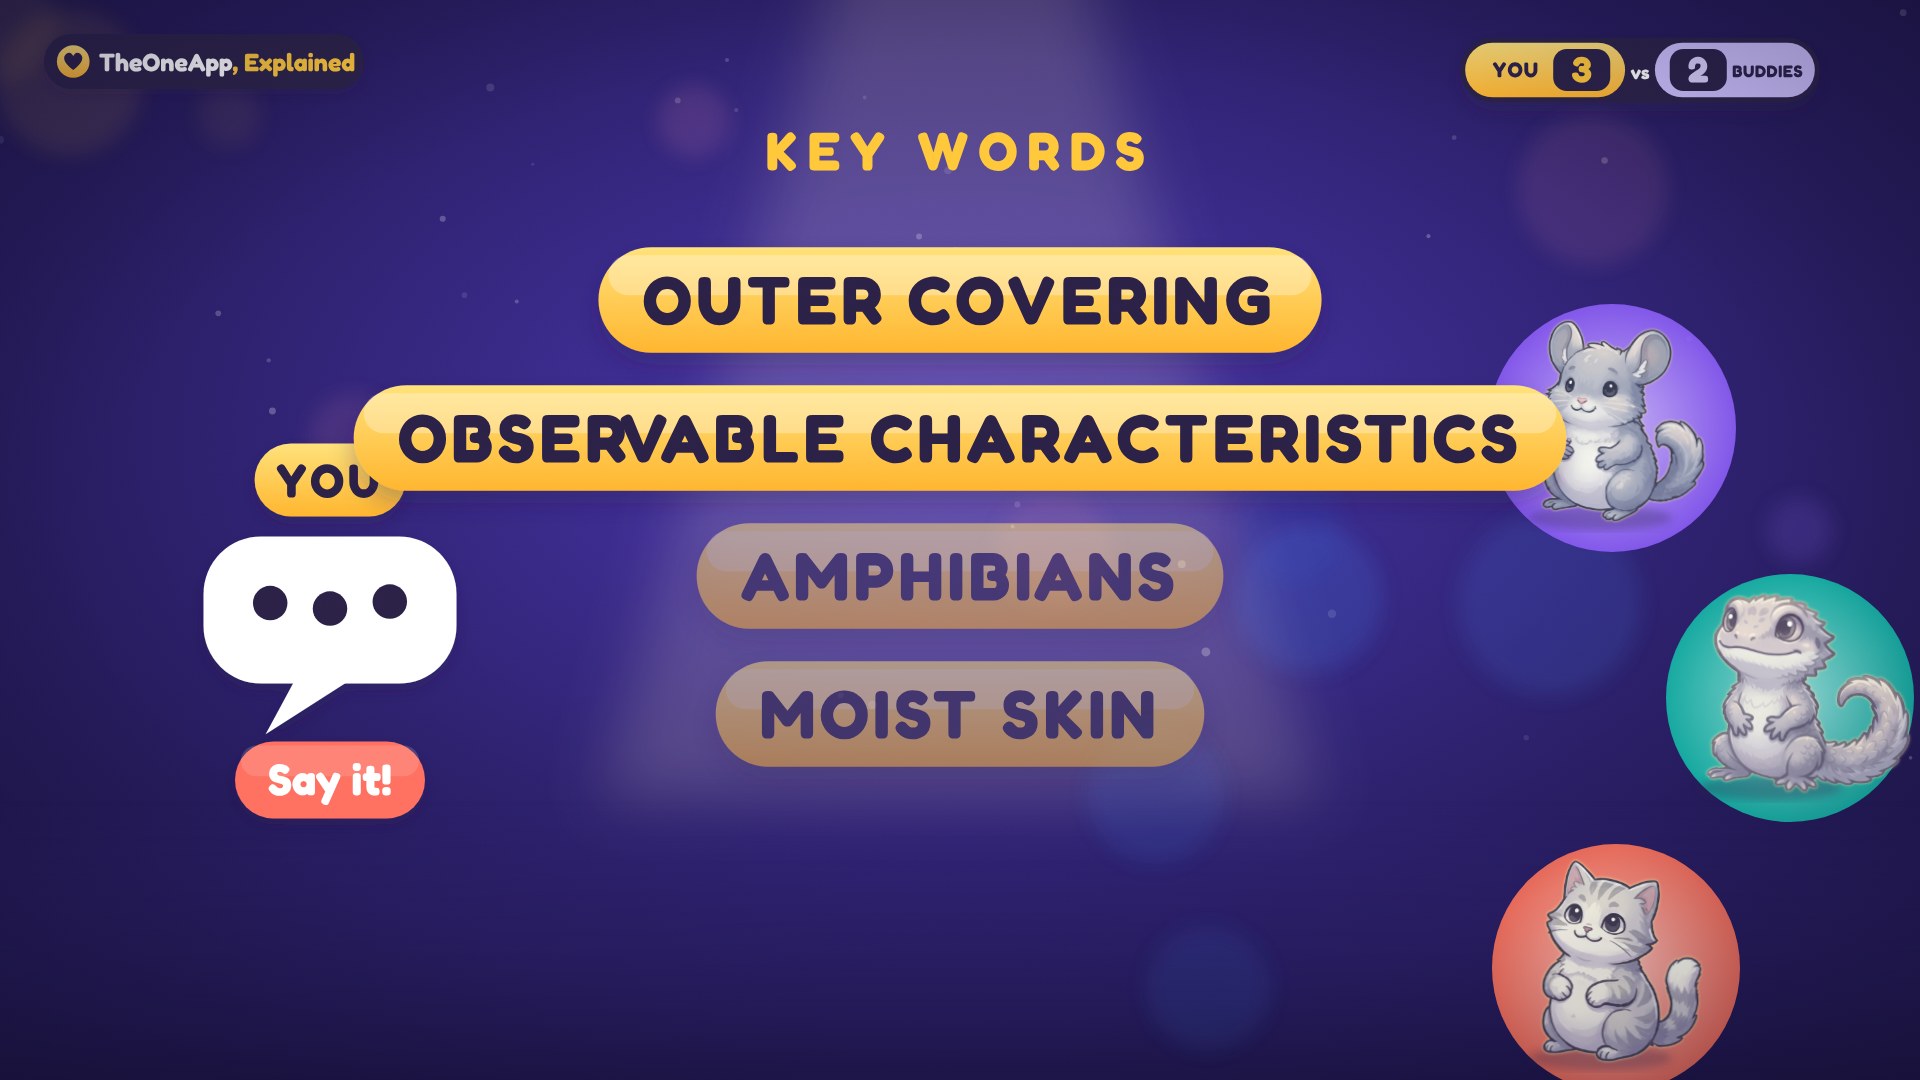 TheOneApp, Explained
YOU 3 vs 2 BUDDIES
KEY WORDS
OUTER COVERING
OBSERVABLE CHARACTERISTICS
YOU
AMPHIBIANS
MOIST SKIN
Say it!